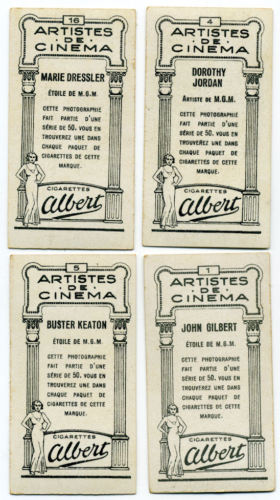 16
ARTISTES
· DE ·
CINÉMA
MARIE DRESSLER
ÉTOILE DE M.G.M.
CETTE PHOTOGRAPHIE
FAIT PARTIE D'UNE
SÉRIE DE 50. VOUS EN
TROUVEREZ UNE DANS
CHAQUE PAQUET DE
CIGARETTES DE CETTE
MARQUE.
CIGARETTES
Albert
4
ARTISTES
· DE ·
CINÉMA
DOROTHY
JORDAN
ARTISTE DE M.G.M.
CETTE PHOTOGRAPHIE
FAIT PARTIE D'UNE
SÉRIE DE 50. VOUS EN
TROUVEREZ UNE DANS
CHAQUE PAQUET DE
CIGARETTES DE CETTE
MARQUE.
CIGARETTES
Albert
5
ARTISTES
· DE ·
CINÉMA
BUSTER KEATON
ÉTOILE DE M.G.M.
CETTE PHOTOGRAPHIE
FAIT PARTIE D'UNE
SÉRIE DE 50. VOUS EN
TROUVEREZ UNE DANS
CHAQUE PAQUET DE
CIGARETTES DE CETTE
MARQUE.
CIGARETTES
Albert
1
ARTISTES
· DE ·
CINÉMA
JOHN GILBERT
ÉTOILE DE M.G.M.
CETTE PHOTOGRAPHIE
FAIT PARTIE D'UNE
SÉRIE DE 50. VOUS EN
TROUVEREZ UNE DANS
CHAQUE PAQUET DE
CIGARETTES DE CETTE
MARQUE.
CIGARETTES
Albert